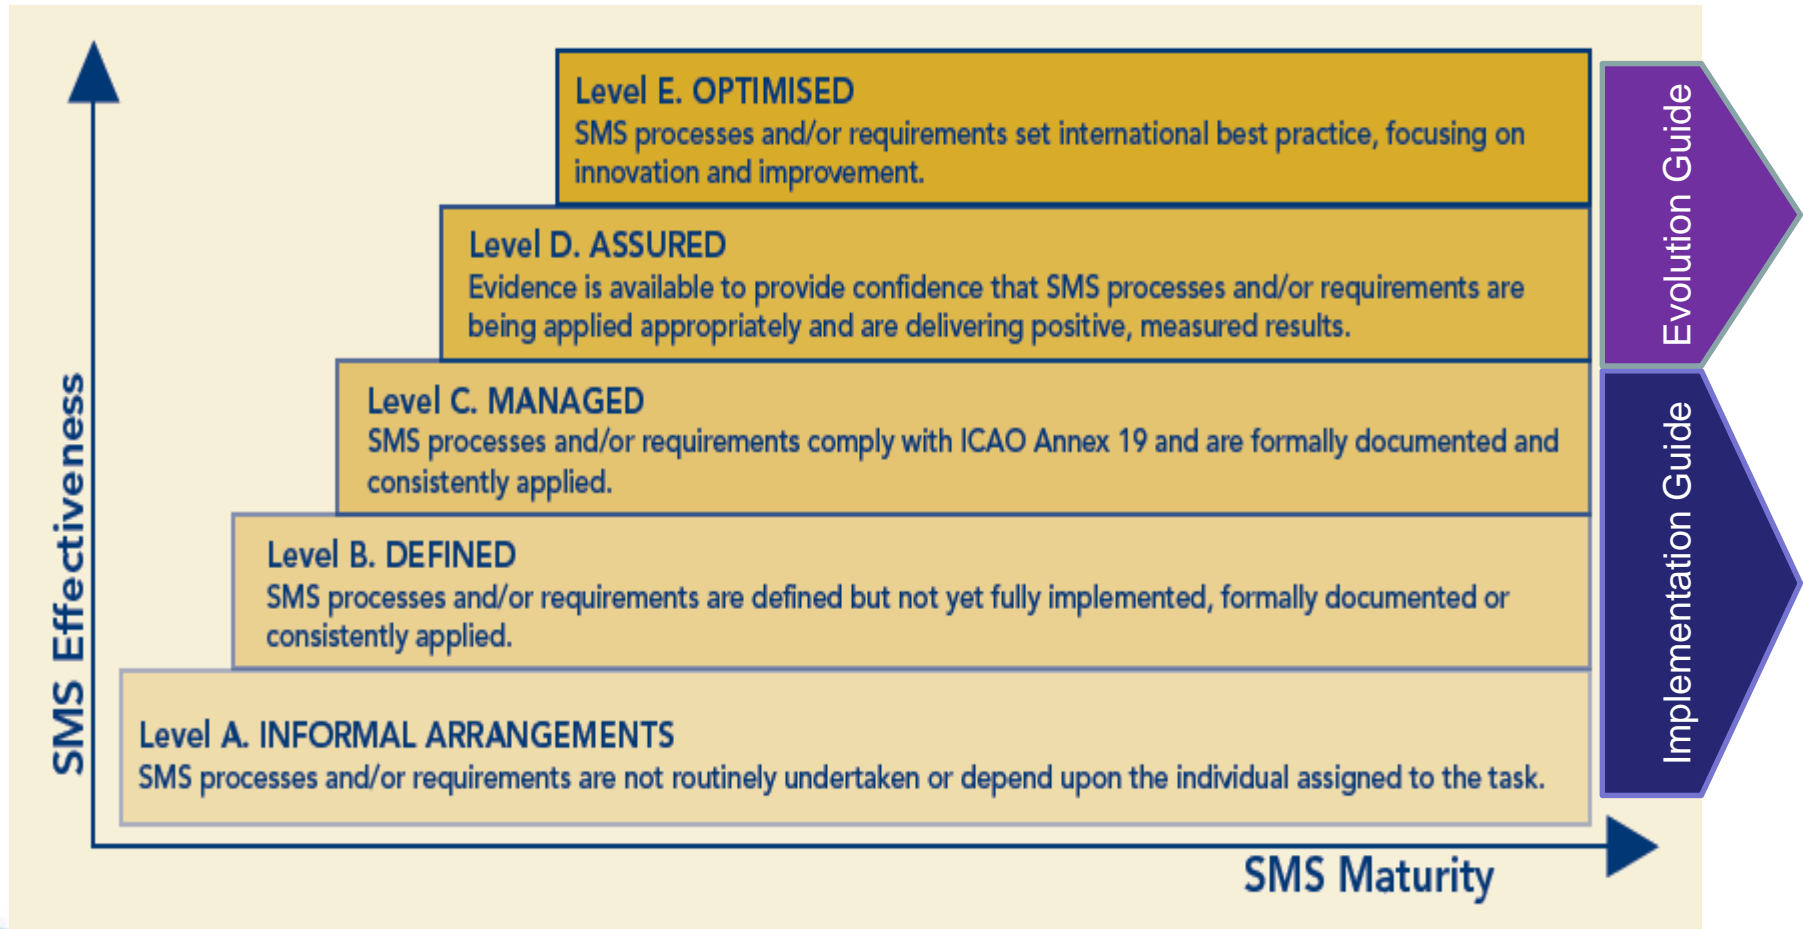 Level E. OPTIMISED
SMS processes and/or requirements set international best practice, focusing on
innovation and improvement.
Level D. ASSURED
Evidence is available to provide confidence that SMS processes and/or requirements are
being applied appropriately and are delivering positive, measured results.
Level C. MANAGED
SMS processes and/or requirements comply with ICAO Annex 19 and are formally documented and
consistently applied.
Level B. DEFINED
SMS processes and/or requirements are defined but not yet fully implemented, formally documented or
consistently applied.
Level A. INFORMAL ARRANGEMENTS
SMS processes and/or requirements are not routinely undertaken or depend upon the individual assigned to the task.
SMS Effectiveness
SMS Maturity
Evolution Guide
Implementation Guide